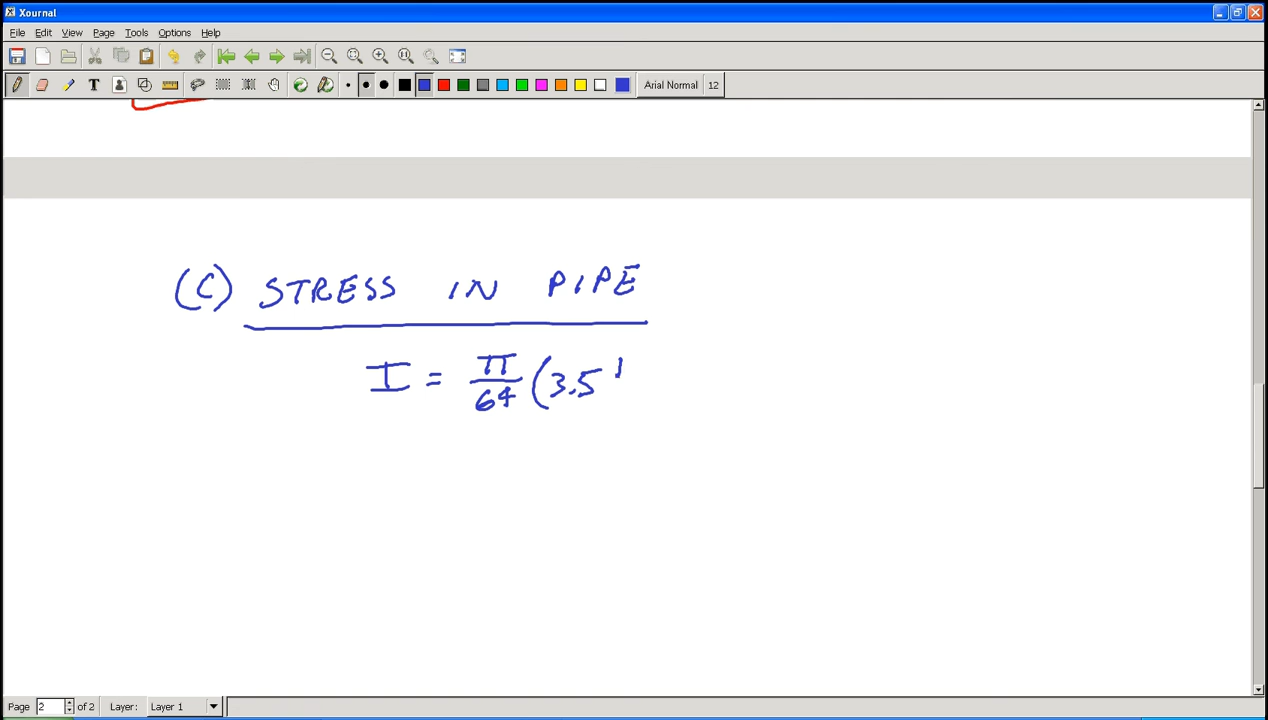 Xournal
File Edit View Page Tools Options Help
T Arial Normal 12
(C) STRESS IN PIPE
I = π/64 (3.5 '
Page 2 of 2 Layer: Layer 1